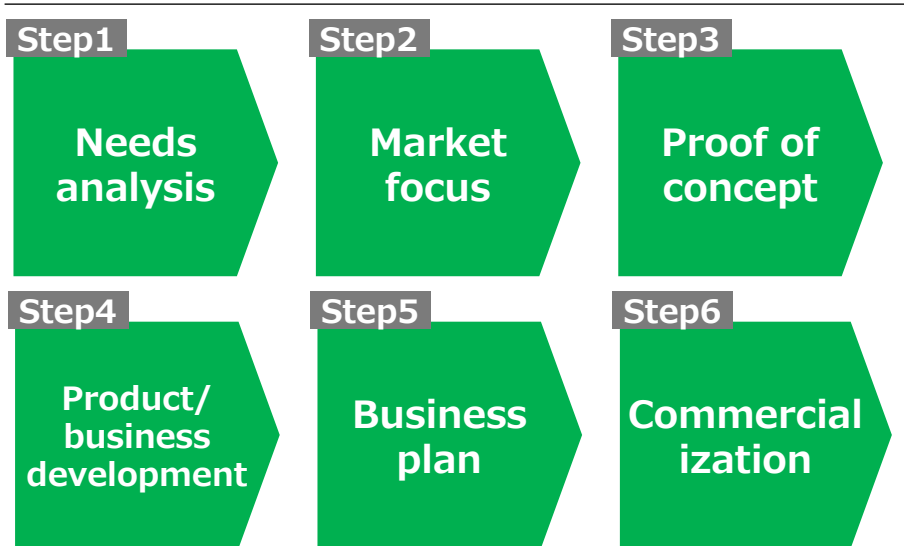 Step1
Needs
analysis
Step2
Market
focus
Step3
Proof of
concept
Step4
Product/
business
development
Step5
Business
plan
Step6
Commercial
ization